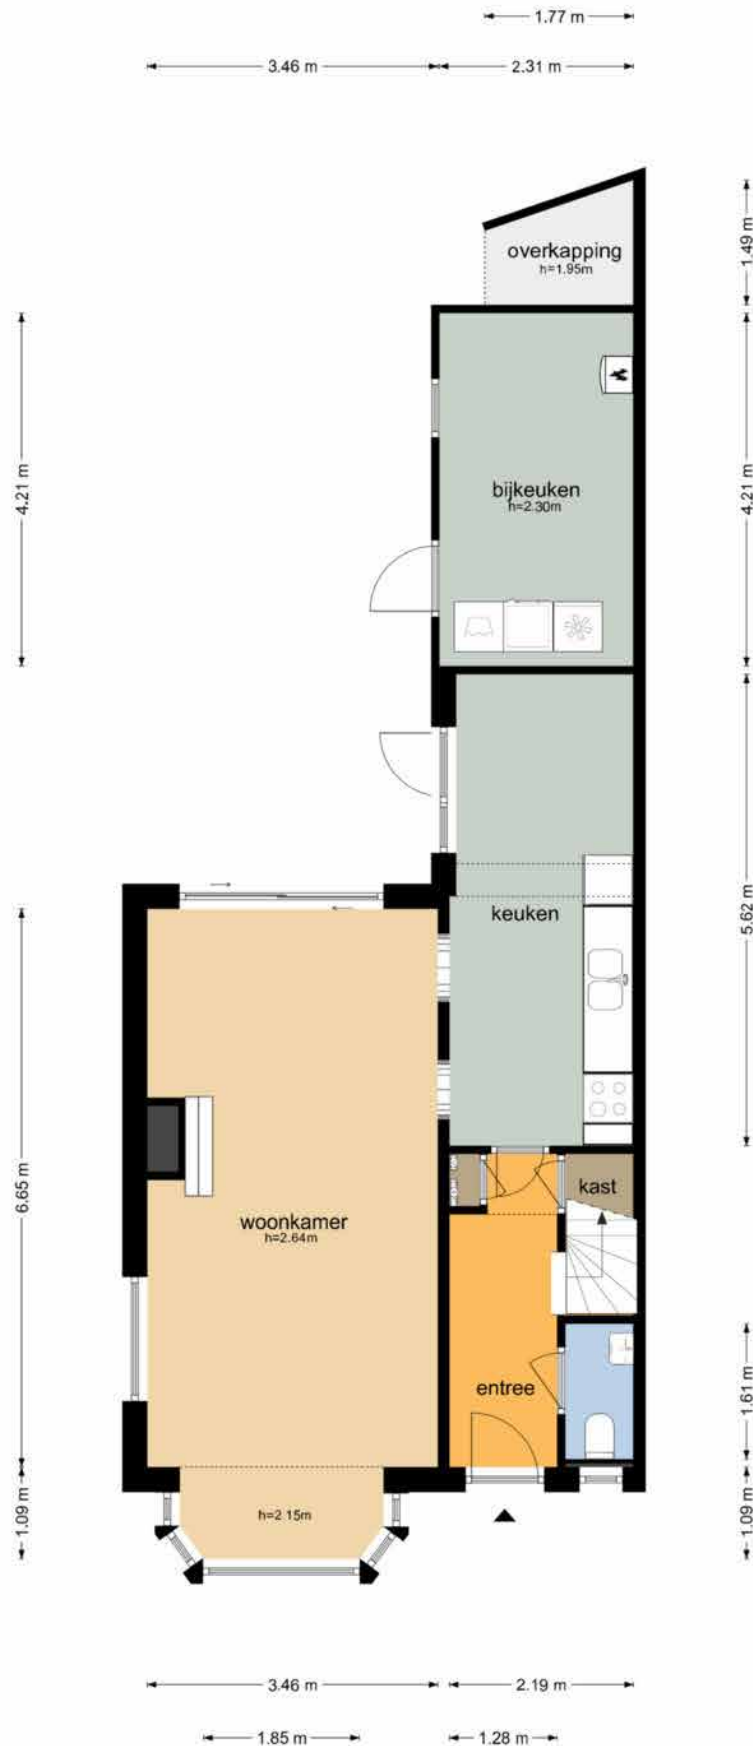 1.77 m
3.46 m
2.31 m
overkapping
h=1.95m
1.49 m
4.21 m
bijkeuken
h=2.30m
4.21 m
keuken
5.62 m
6.65 m
woonkamer
h=2.64m
kast
entree
1.61 m
1.09 m
h=2.15m
1.09 m
3.46 m
2.19 m
1.85 m
1.28 m